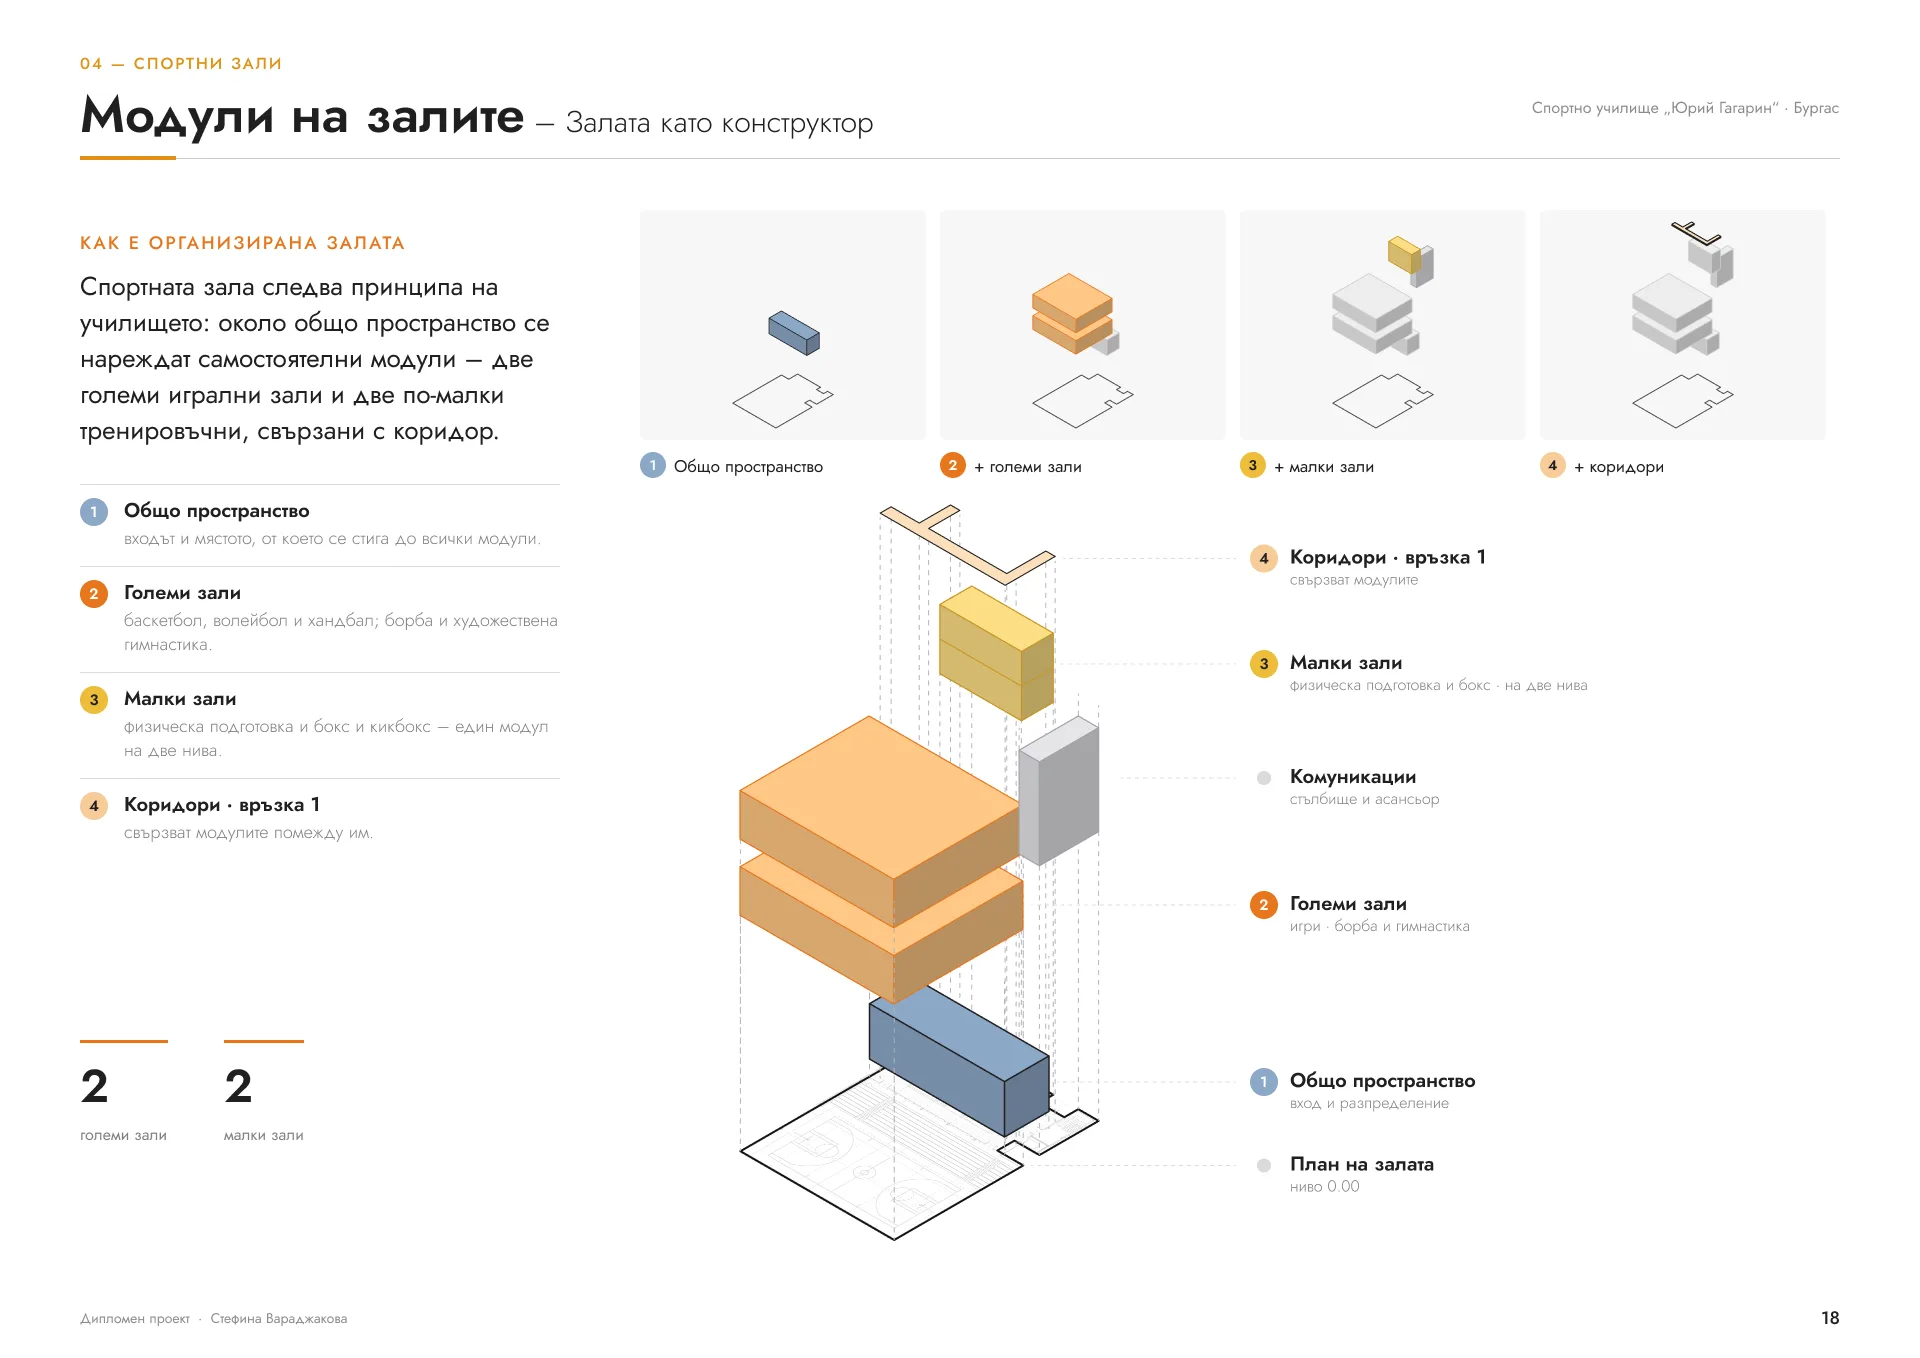 04 — СПОРТНИ ЗАЛИ
Модули на залите – Залата като конструктор
Спортно училище „Юрий Гагарин“ · Бургас
КАК Е ОРГАНИЗИРАНА ЗАЛАТА
Спортната зала следва принципа на
училището: около общо пространство се
нареждат самостоятелни модули – две
големи игрални зали и две по-малки
тренировъчни, свързани с коридор.
1 Общо пространство
входът и мястото, от което се стига до всички модули.
2 Големи зали
баскетбол, волейбол и хандбал; борба и художествена
гимнастика.
3 Малки зали
физическа подготовка и бокс и кикбокс – един модул
на две нива.
4 Коридори · връзка 1
свързват модулите помежду им.
2
големи зали
2
малки зали
1 Общо пространство
2 + големи зали
3 + малки зали
4 + коридори
4 Коридори · връзка 1
свързват модулите
3 Малки зали
физическа подготовка и бокс · на две нива
Комуникации
стълбище и асансьор
2 Големи зали
игри · борба и гимнастика
1 Общо пространство
вход и разпределение
План на залата
ниво 0.00
Дипломен проект · Стефина Вараджакова
18